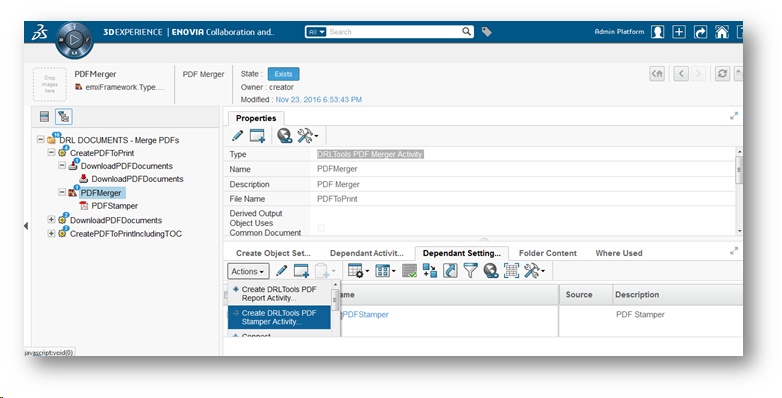 3DEXPERIENCE | ENOVIA Collaboration and.. All Search Admin Platform
Drop images here
PDFMerger
emxFramework.Type....
PDF Merger
State : Exists
Owner : creator
Modified : Nov 23, 2016 6:53:43 PM
DRL DOCUMENTS - Merge PDFs
CreatePDFToPrint
DownloadPDFDocuments
DownloadPDFDocuments
PDFMerger
PDFStamper
DownloadPDFDocuments
CreatePDFToPrintIncludingTOC
Properties
Type DRLTools PDF Merger Activity
Name PDFMerger
Description PDF Merger
File Name PDFToPrint
Derived Output
Object Uses
Common Document
Create Object Set... Dependant Activit... Dependant Setting... Folder Content Where Used
Actions
Create DRLTools PDF
Report Activity...
Create DRLTools PDF
Stamper Activity...
Connect
ame Source Description
PDFStamper PDF Stamper
javascript:void(0)